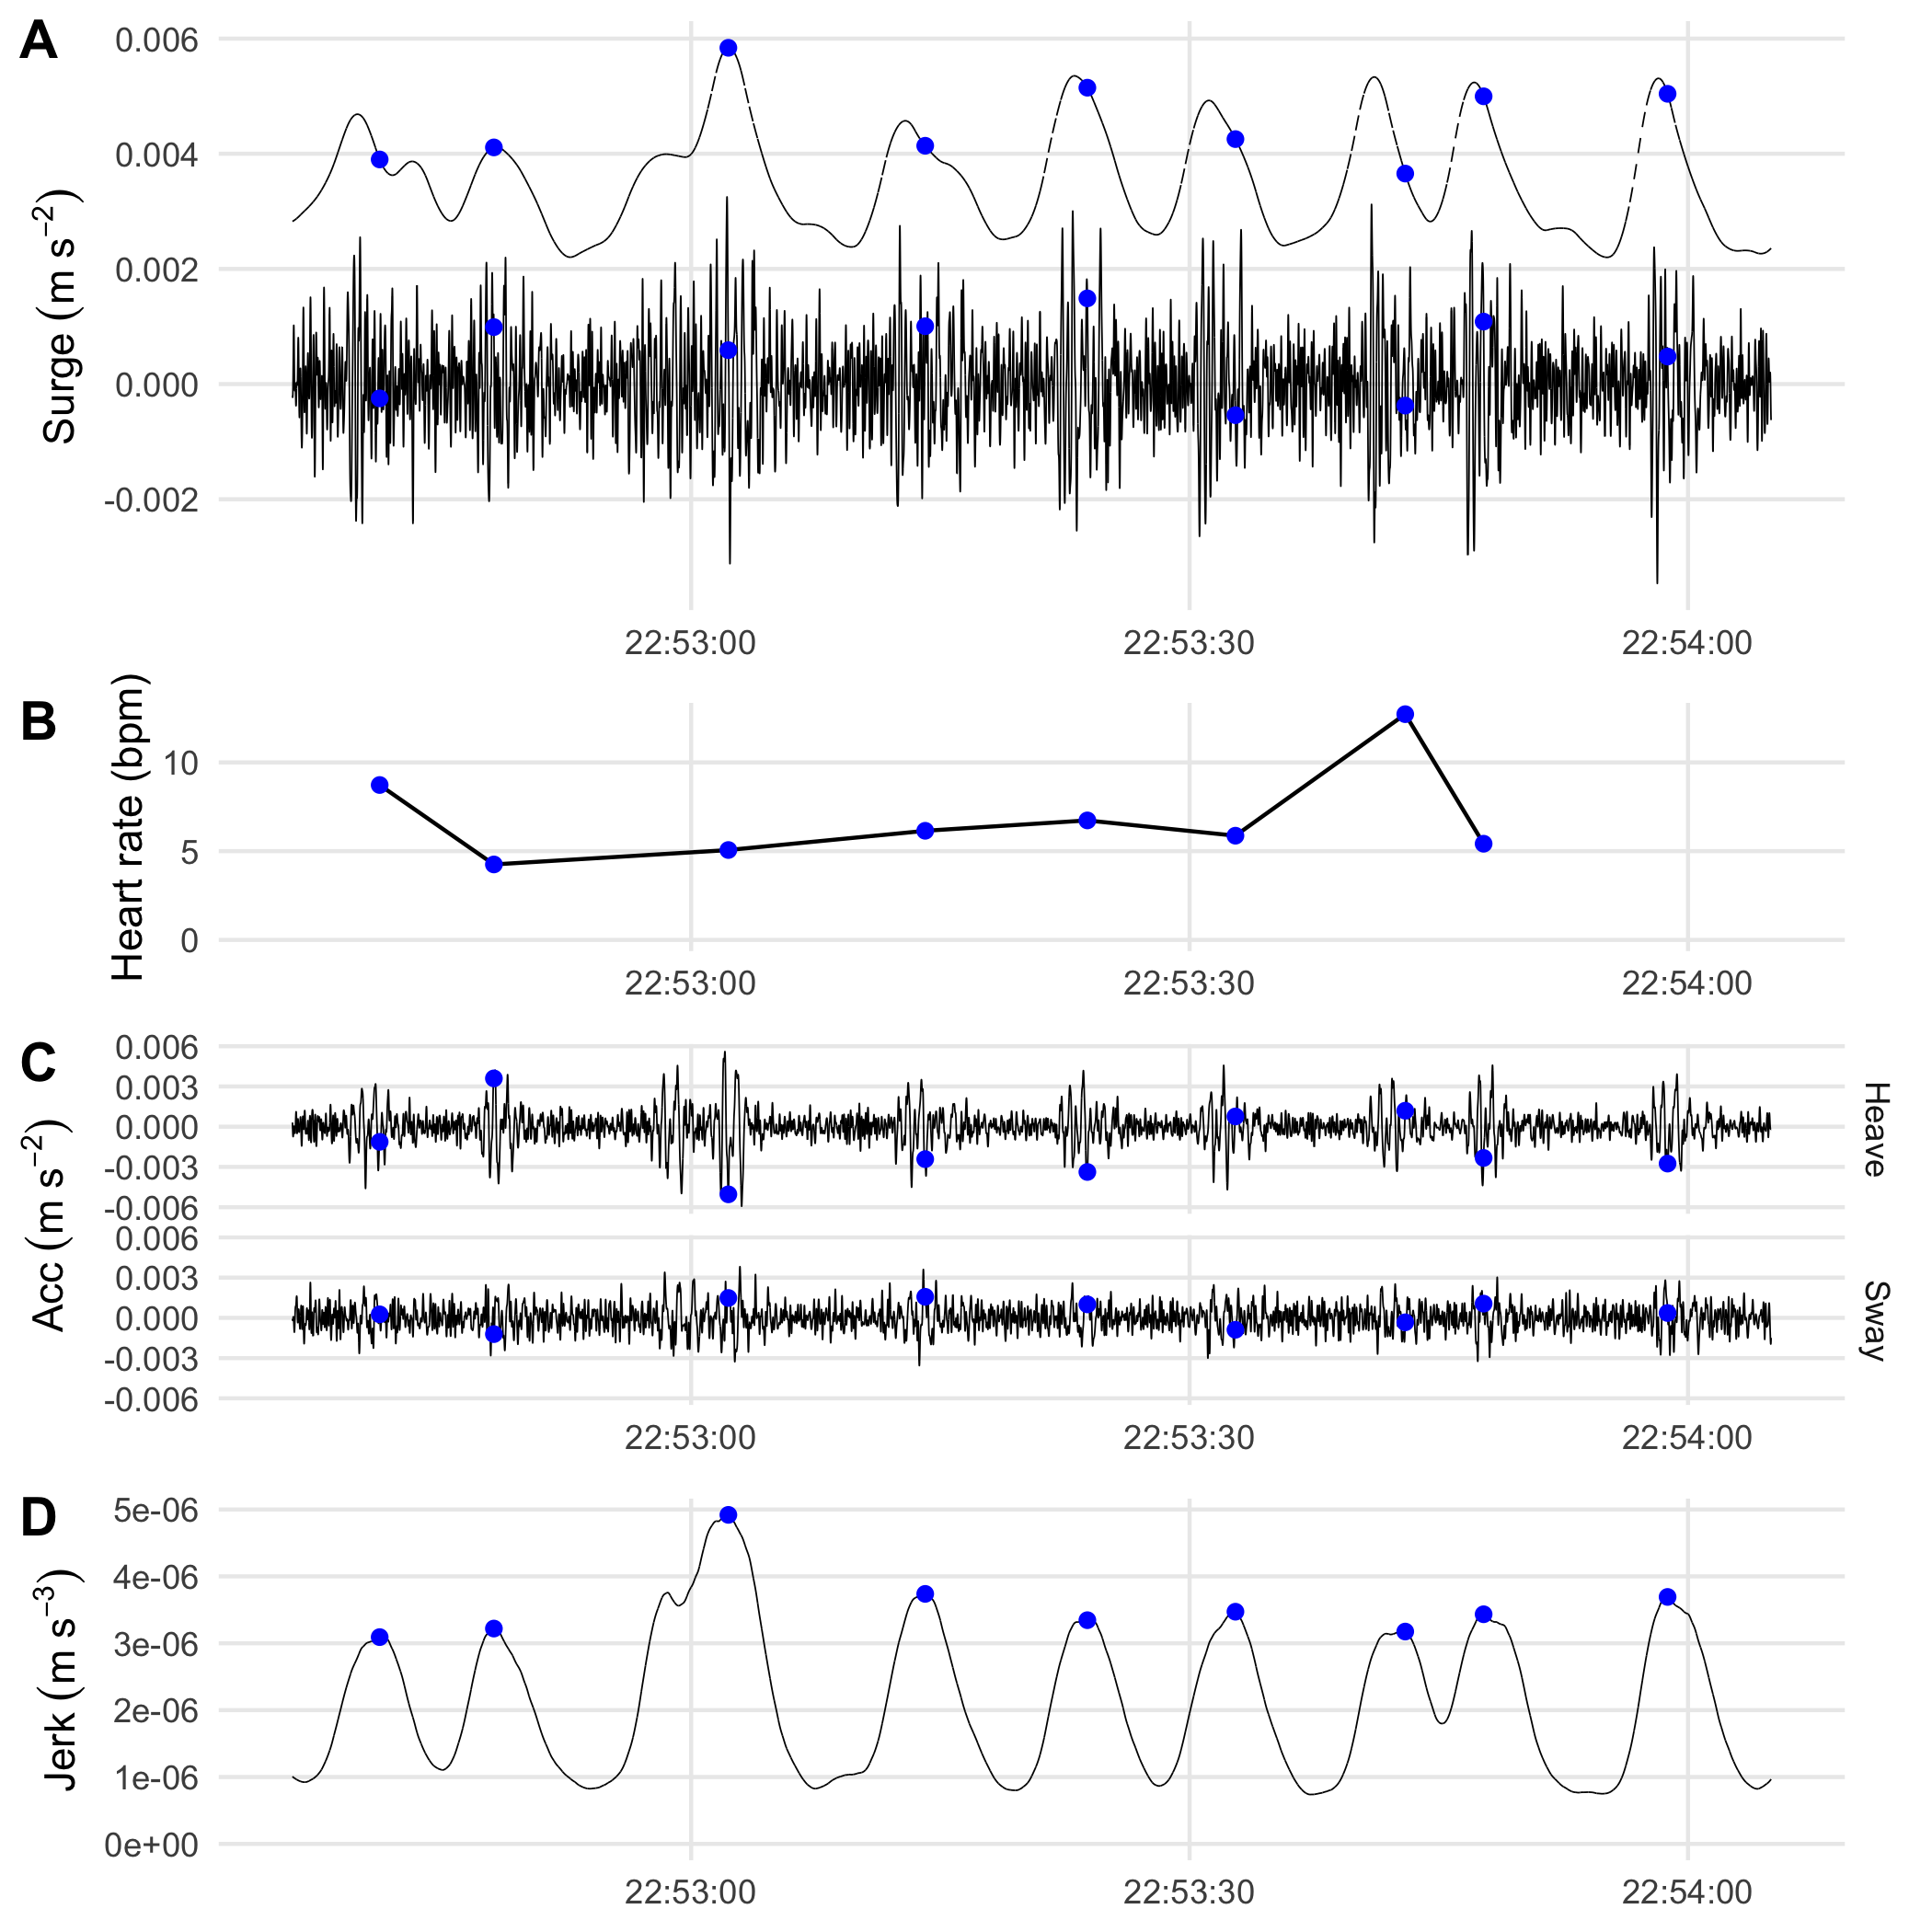 A
Surge (m s⁻²)
0.006
0.004
0.002
0.000
-0.002
22:53:00 22:53:30 22:54:00
B
Heart rate (bpm)
10
5
0
22:53:00 22:53:30 22:54:00
C
Acc (m s⁻²)
0.006
0.003
0.000
-0.003
-0.006
Heave
0.006
0.003
0.000
-0.003
-0.006
Sway
22:53:00 22:53:30 22:54:00
D
Jerk (m s⁻³)
5e-06
4e-06
3e-06
2e-06
1e-06
0e+00
22:53:00 22:53:30 22:54:00